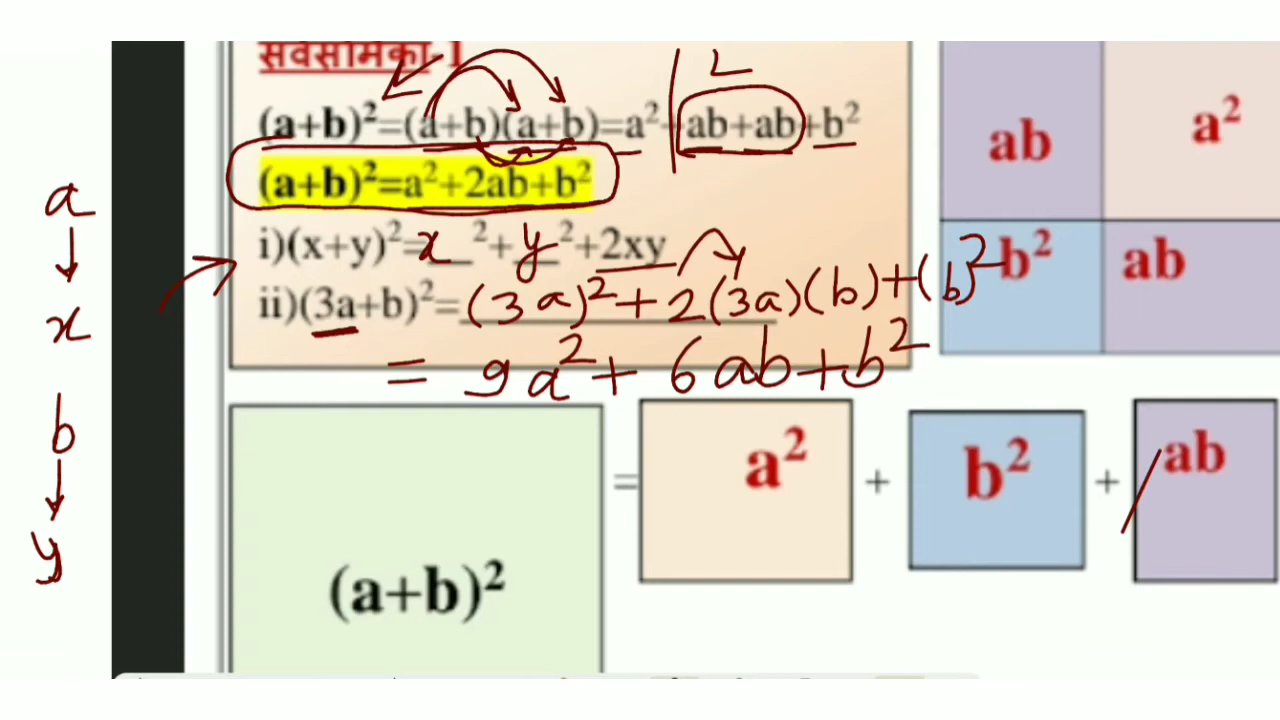 सर्वसमिका-1
(a+b)²=(a+b)(a+b)=a²+ab+ab+b²
(a+b)²=a²+2ab+b²
i)(x+y)²=x²+y²+2xy
ii)(3a+b)²=(3a)²+2(3a)(b)+(b)²
= 9a²+6ab+b²
a
x
b
y
ab a²
b² ab
(a+b)²
= a² + b² + ab